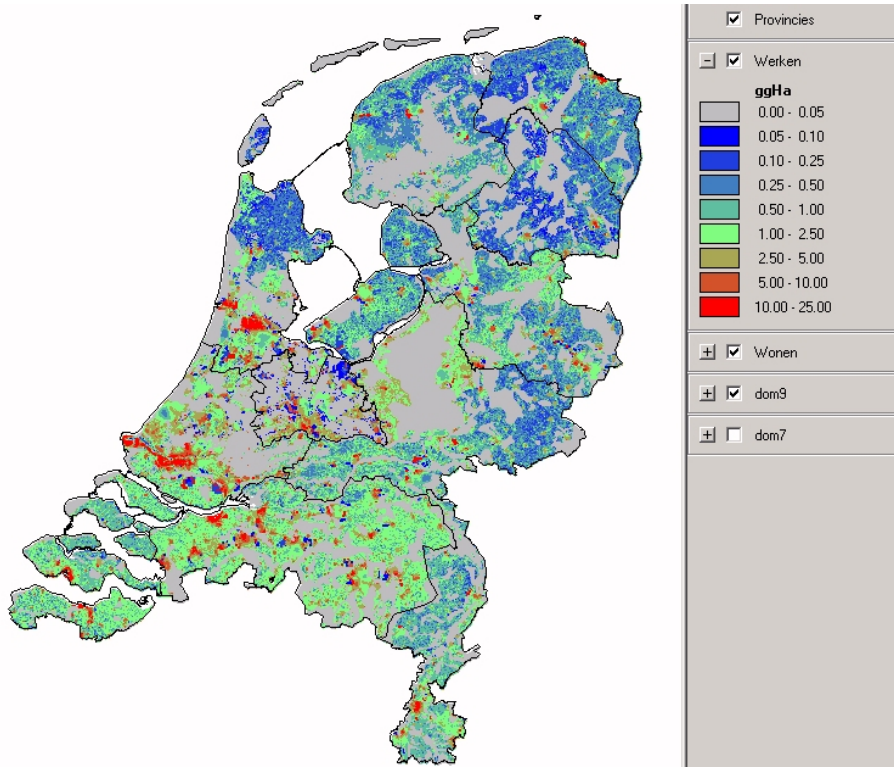 Provincies
Werken
ggHa
0.00 - 0.05
0.05 - 0.10
0.10 - 0.25
0.25 - 0.50
0.50 - 1.00
1.00 - 2.50
2.50 - 5.00
5.00 - 10.00
10.00 - 25.00
Wonen
dom9
dom7